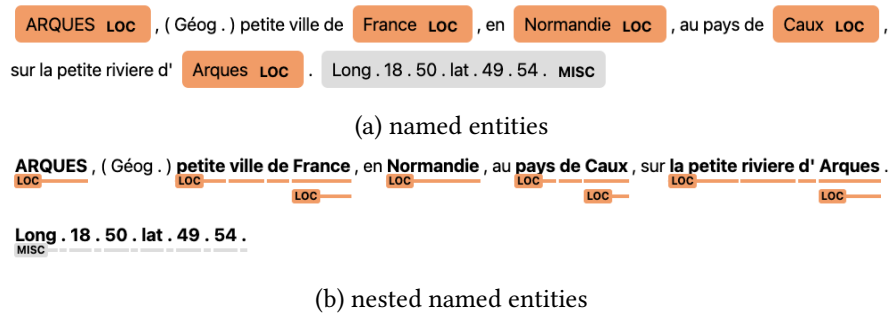 ARQUES LOC , ( Géog . ) petite ville de France LOC , en Normandie LOC , au pays de Caux LOC ,
sur la petite riviere d' Arques LOC . Long . 18 . 50 . lat . 49 . 54 . MISC
(a) named entities
ARQUES , ( Géog . ) petite ville de France , en Normandie , au pays de Caux , sur la petite riviere d' Arques .
LOC LOC LOC LOC LOC
LOC LOC LOC
Long . 18 . 50 . lat . 49 . 54 .
MISC
(b) nested named entities